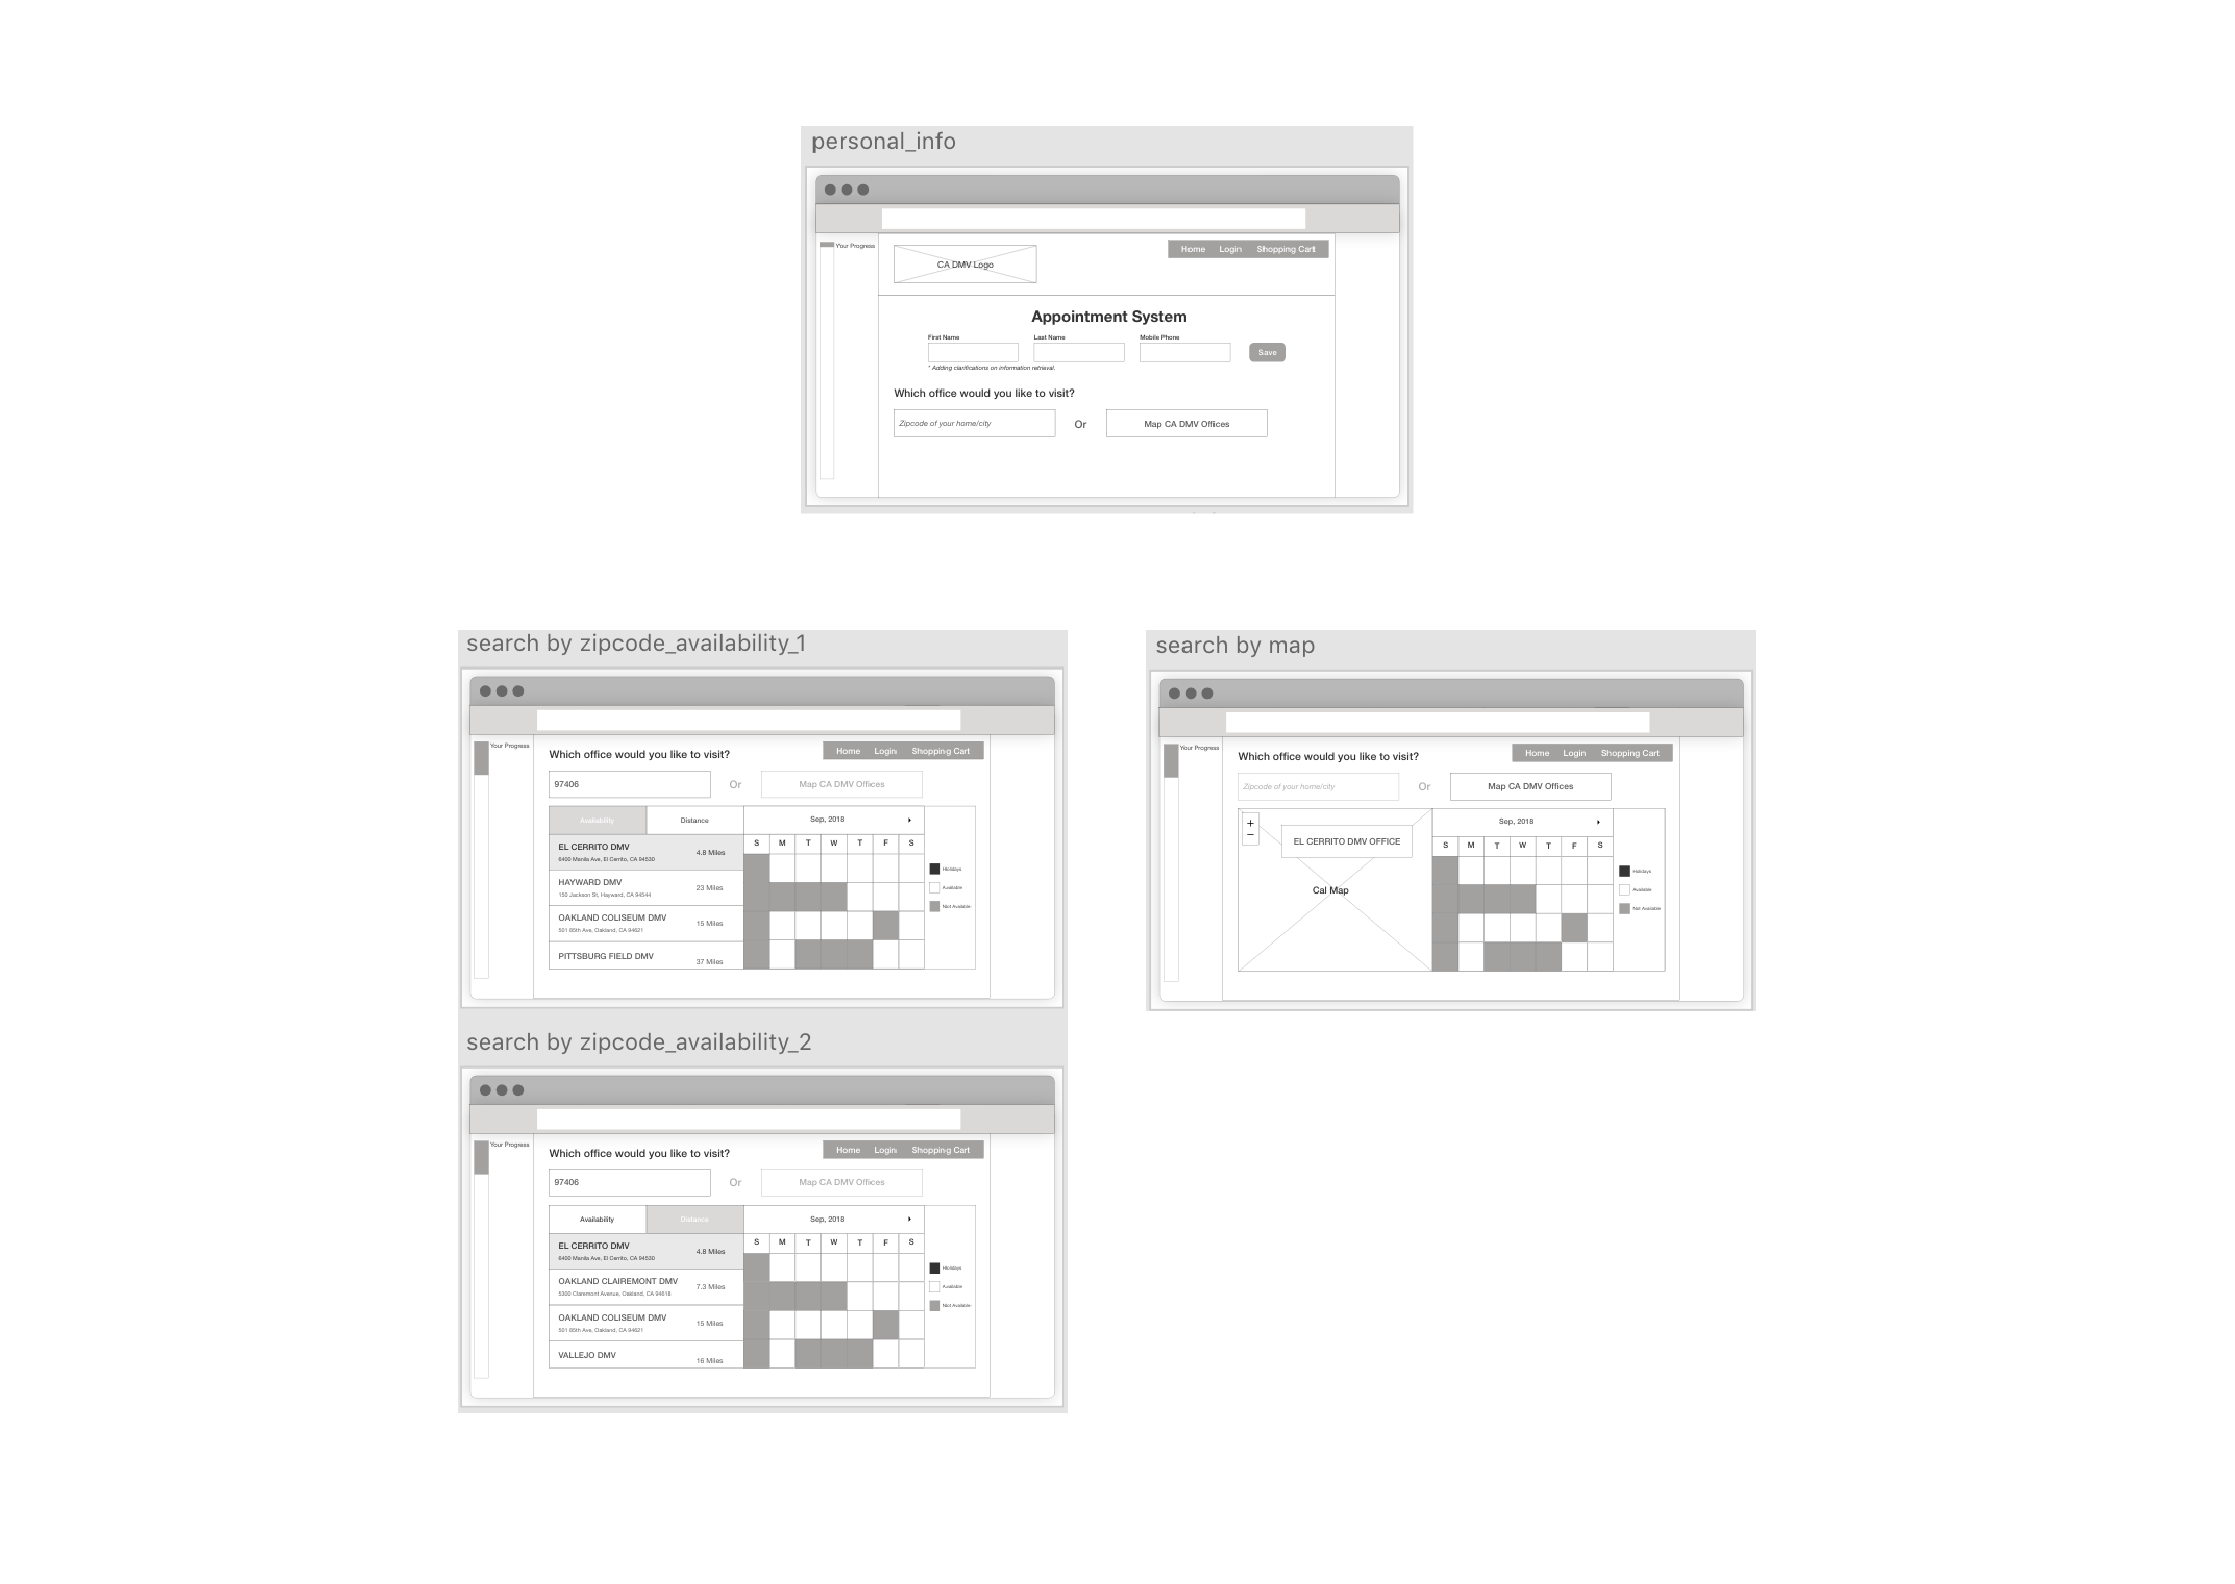 personal_info
Your Progress
CA DMV Logo
Home Login Shopping Cart
Appointment System
First Name Last Name Mobile Phone
Save
* Adding clarifications on information retrieval.
Which office would you like to visit?
Zipcode of your home/city Or Map CA DMV Offices
search by zipcode_availability_1
Your Progress
Which office would you like to visit?
Home Login Shopping Cart
97406 Or Map CA DMV Offices
Availability Distance
Sep, 2018
S M T W T F S
EL CERRITO DMV
6400 Manila Ave, El Cerrito, CA 94530
4.8 Miles
HAYWARD DMV
150 Jackson St, Hayward, CA 94544
23 Miles
OAKLAND COLISEUM DMV
501 85th Ave, Oakland, CA 94621
15 Miles
PITTSBURG FIELD DMV
37 Miles
Holidays
Available
Not Available
search by map
Your Progress
Which office would you like to visit?
Home Login Shopping Cart
Zipcode of your home/city Or Map CA DMV Offices
+
−
EL CERRITO DMV OFFICE
Cal Map
Sep, 2018
S M T W T F S
Holidays
Available
Not Available
search by zipcode_availability_2
Your Progress
Which office would you like to visit?
Home Login Shopping Cart
97406 Or Map CA DMV Offices
Availability Distance
Sep, 2018
S M T W T F S
EL CERRITO DMV
6400 Manila Ave, El Cerrito, CA 94530
4.8 Miles
OAKLAND CLAIREMONT DMV
5300 Claremont Avenue, Oakland, CA 94618
7.3 Miles
OAKLAND COLISEUM DMV
501 85th Ave, Oakland, CA 94621
15 Miles
VALLEJO DMV
16 Miles
Holidays
Available
Not Available